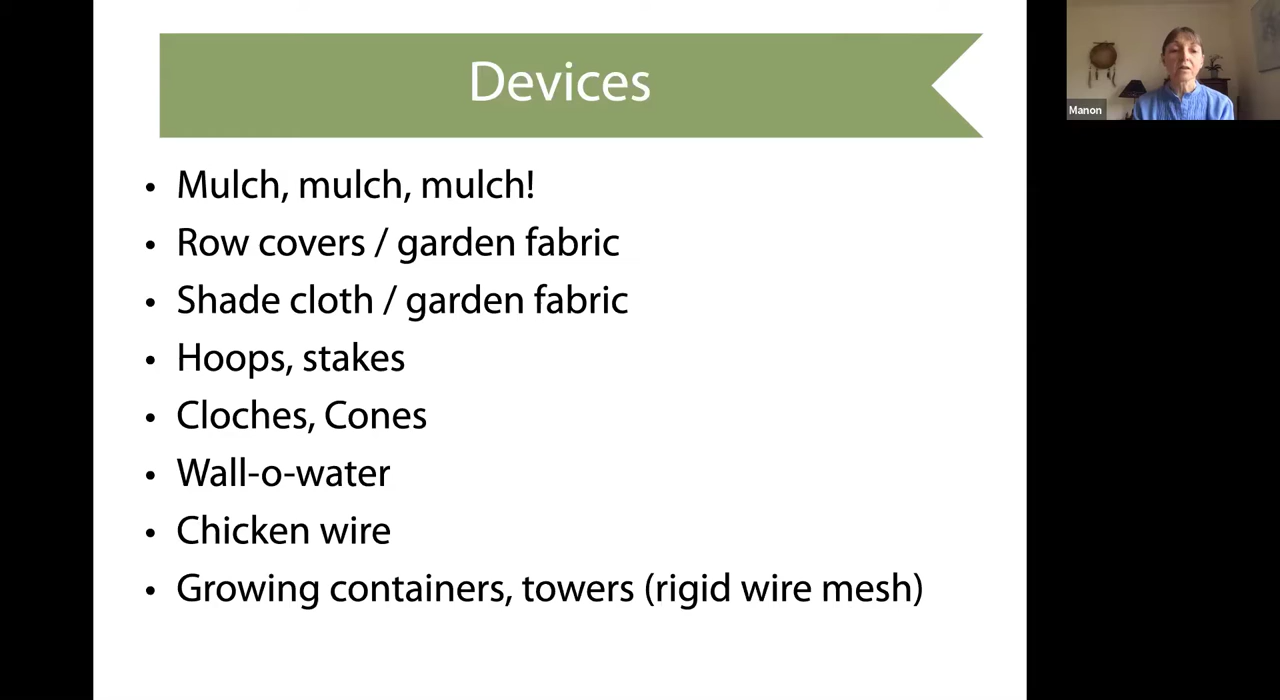 Devices
Manon
• Mulch, mulch, mulch!
• Row covers / garden fabric
• Shade cloth / garden fabric
• Hoops, stakes
• Cloches, Cones
• Wall-o-water
• Chicken wire
• Growing containers, towers (rigid wire mesh)